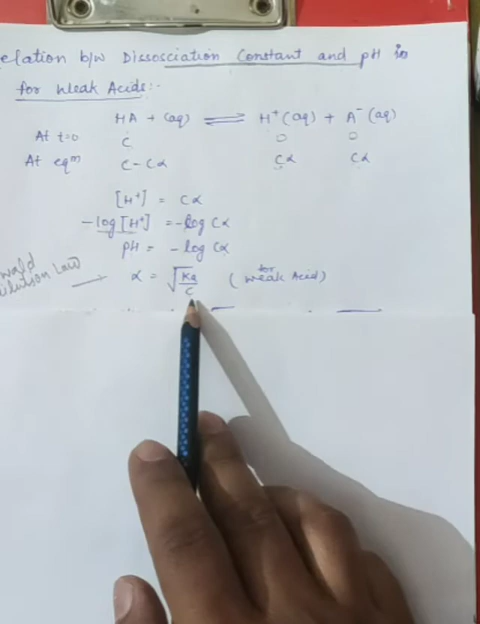 elation b/w Dissosciation Constant and pH is
for Weak Acids:-
HA + (aq) ⇌ H⁺(aq) + A⁻(aq)
At t=0 C 0 0
At eqᵐ C-Cα Cα Cα
[H⁺] = Cα
-log[H⁺] = -log Cα
pH = -log Cα
wald
ilution Law → α = √(Ka/C) (for Weak Acid)